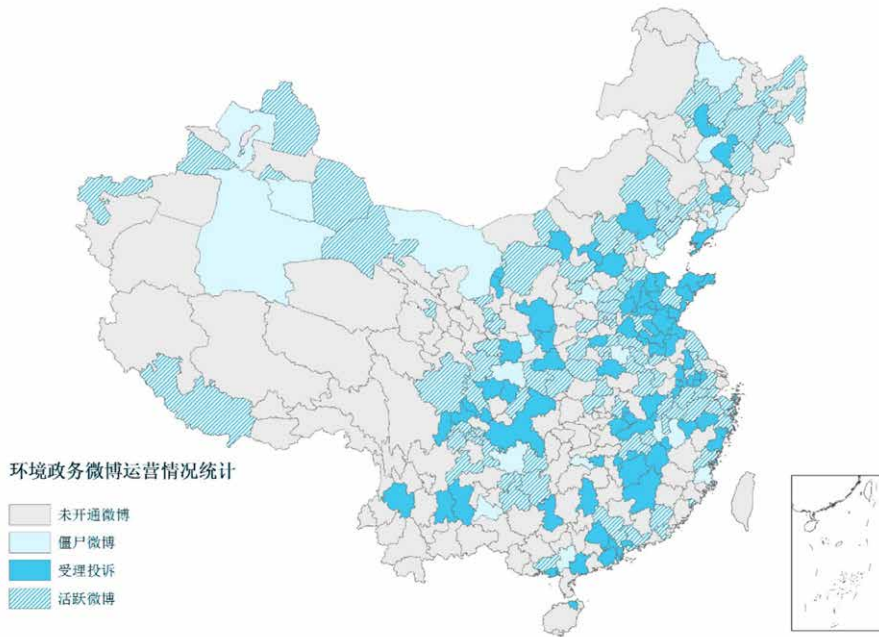 环境政务微博运营情况统计
未开通微博
僵尸微博
受理投诉
活跃微博